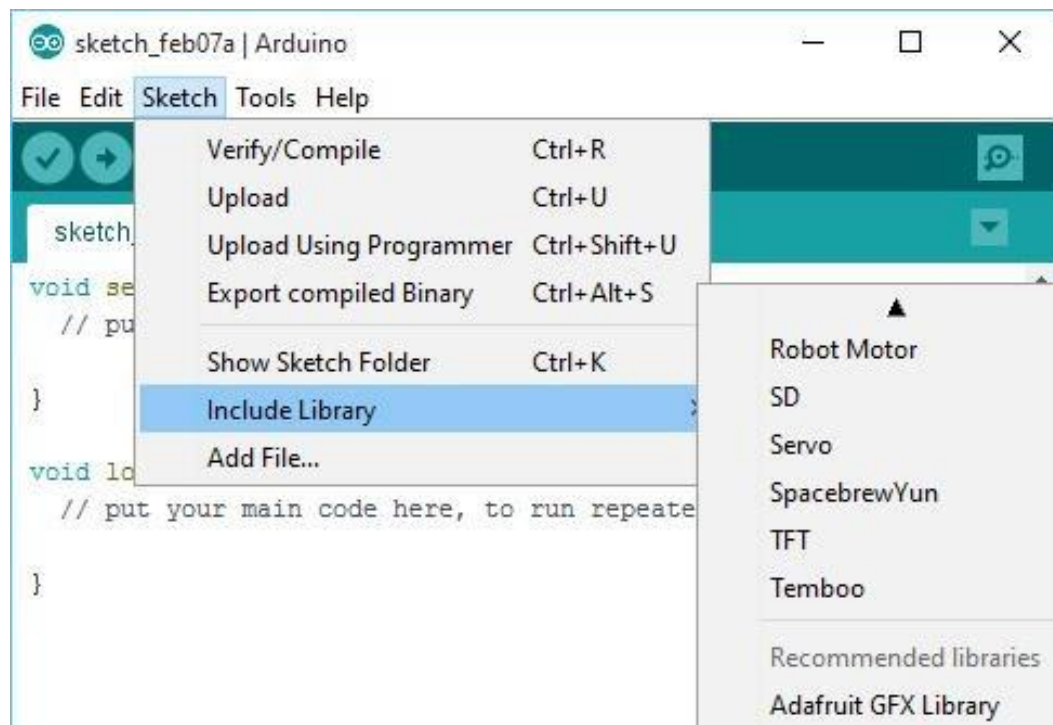 sketch_feb07a | Arduino
File Edit Sketch Tools Help
Verify/Compile Ctrl+R
Upload Ctrl+U
sketch_
Upload Using Programmer Ctrl+Shift+U
void se
Export compiled Binary Ctrl+Alt+S
// pu
Show Sketch Folder Ctrl+K
}
Include Library
Add File...
void lo
// put your main code here, to run repeate
}
Robot Motor
SD
Servo
SpacebrewYun
TFT
Temboo
Recommended libraries
Adafruit GFX Library